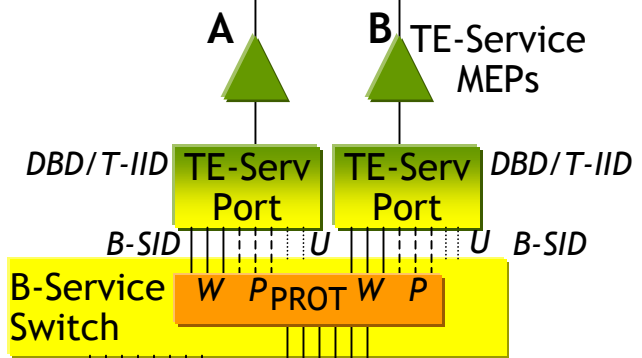 A
B
TE-Service
MEPs
DBD/T-IID
TE-Serv
Port
TE-Serv
Port
DBD/T-IID
B-SID
U
U
B-SID
B-Service
Switch
W P PROT W P